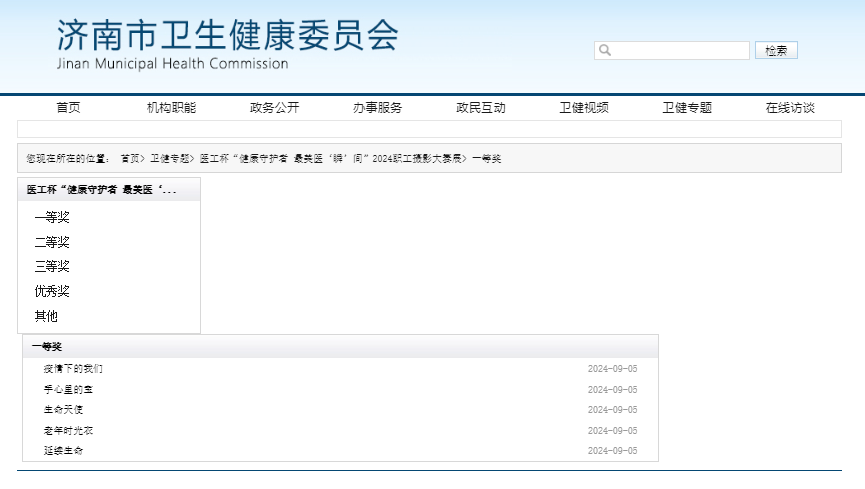 济南市卫生健康委员会
Jinan Municipal Health Commission
检索
首页 机构职能 政务公开 办事服务 政民互动 卫健视频 卫健专题 在线访谈
您现在所在的位置： 首页> 卫健专题> 医工杯“健康守护者 最美医‘瞬’间”2024职工摄影大赛展> 一等奖
医工杯“健康守护者 最美医‘...
一等奖
二等奖
三等奖
优秀奖
其他
一等奖
疫情下的我们 2024-09-05
手心里的宝 2024-09-05
生命天使 2024-09-05
老年时光衣 2024-09-05
延续生命 2024-09-05